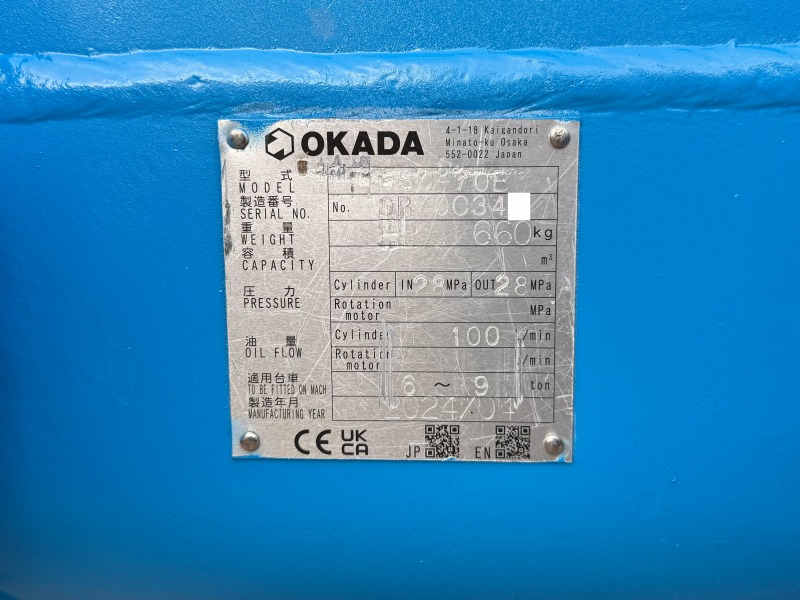 OKADA
4-1-18 Kaigandori
Minato-ku Osaka
552-0022 Japan
型 式
MODEL
製造番号
SERIAL NO. No.
重 量
WEIGHT 660 kg
容 積
CAPACITY m³
圧 力
PRESSURE
Cylinder IN 28 MPa OUT 28 MPa
Rotation motor MPa
油 量
OIL FLOW
Cylinder 100 ℓ/min
Rotation motor ℓ/min
適用台車
TO BE FITTED ON MACH 6 ~ 9 ton
製造年月
MANUFACTURING YEAR 2024/04
CE UK CA JP EN